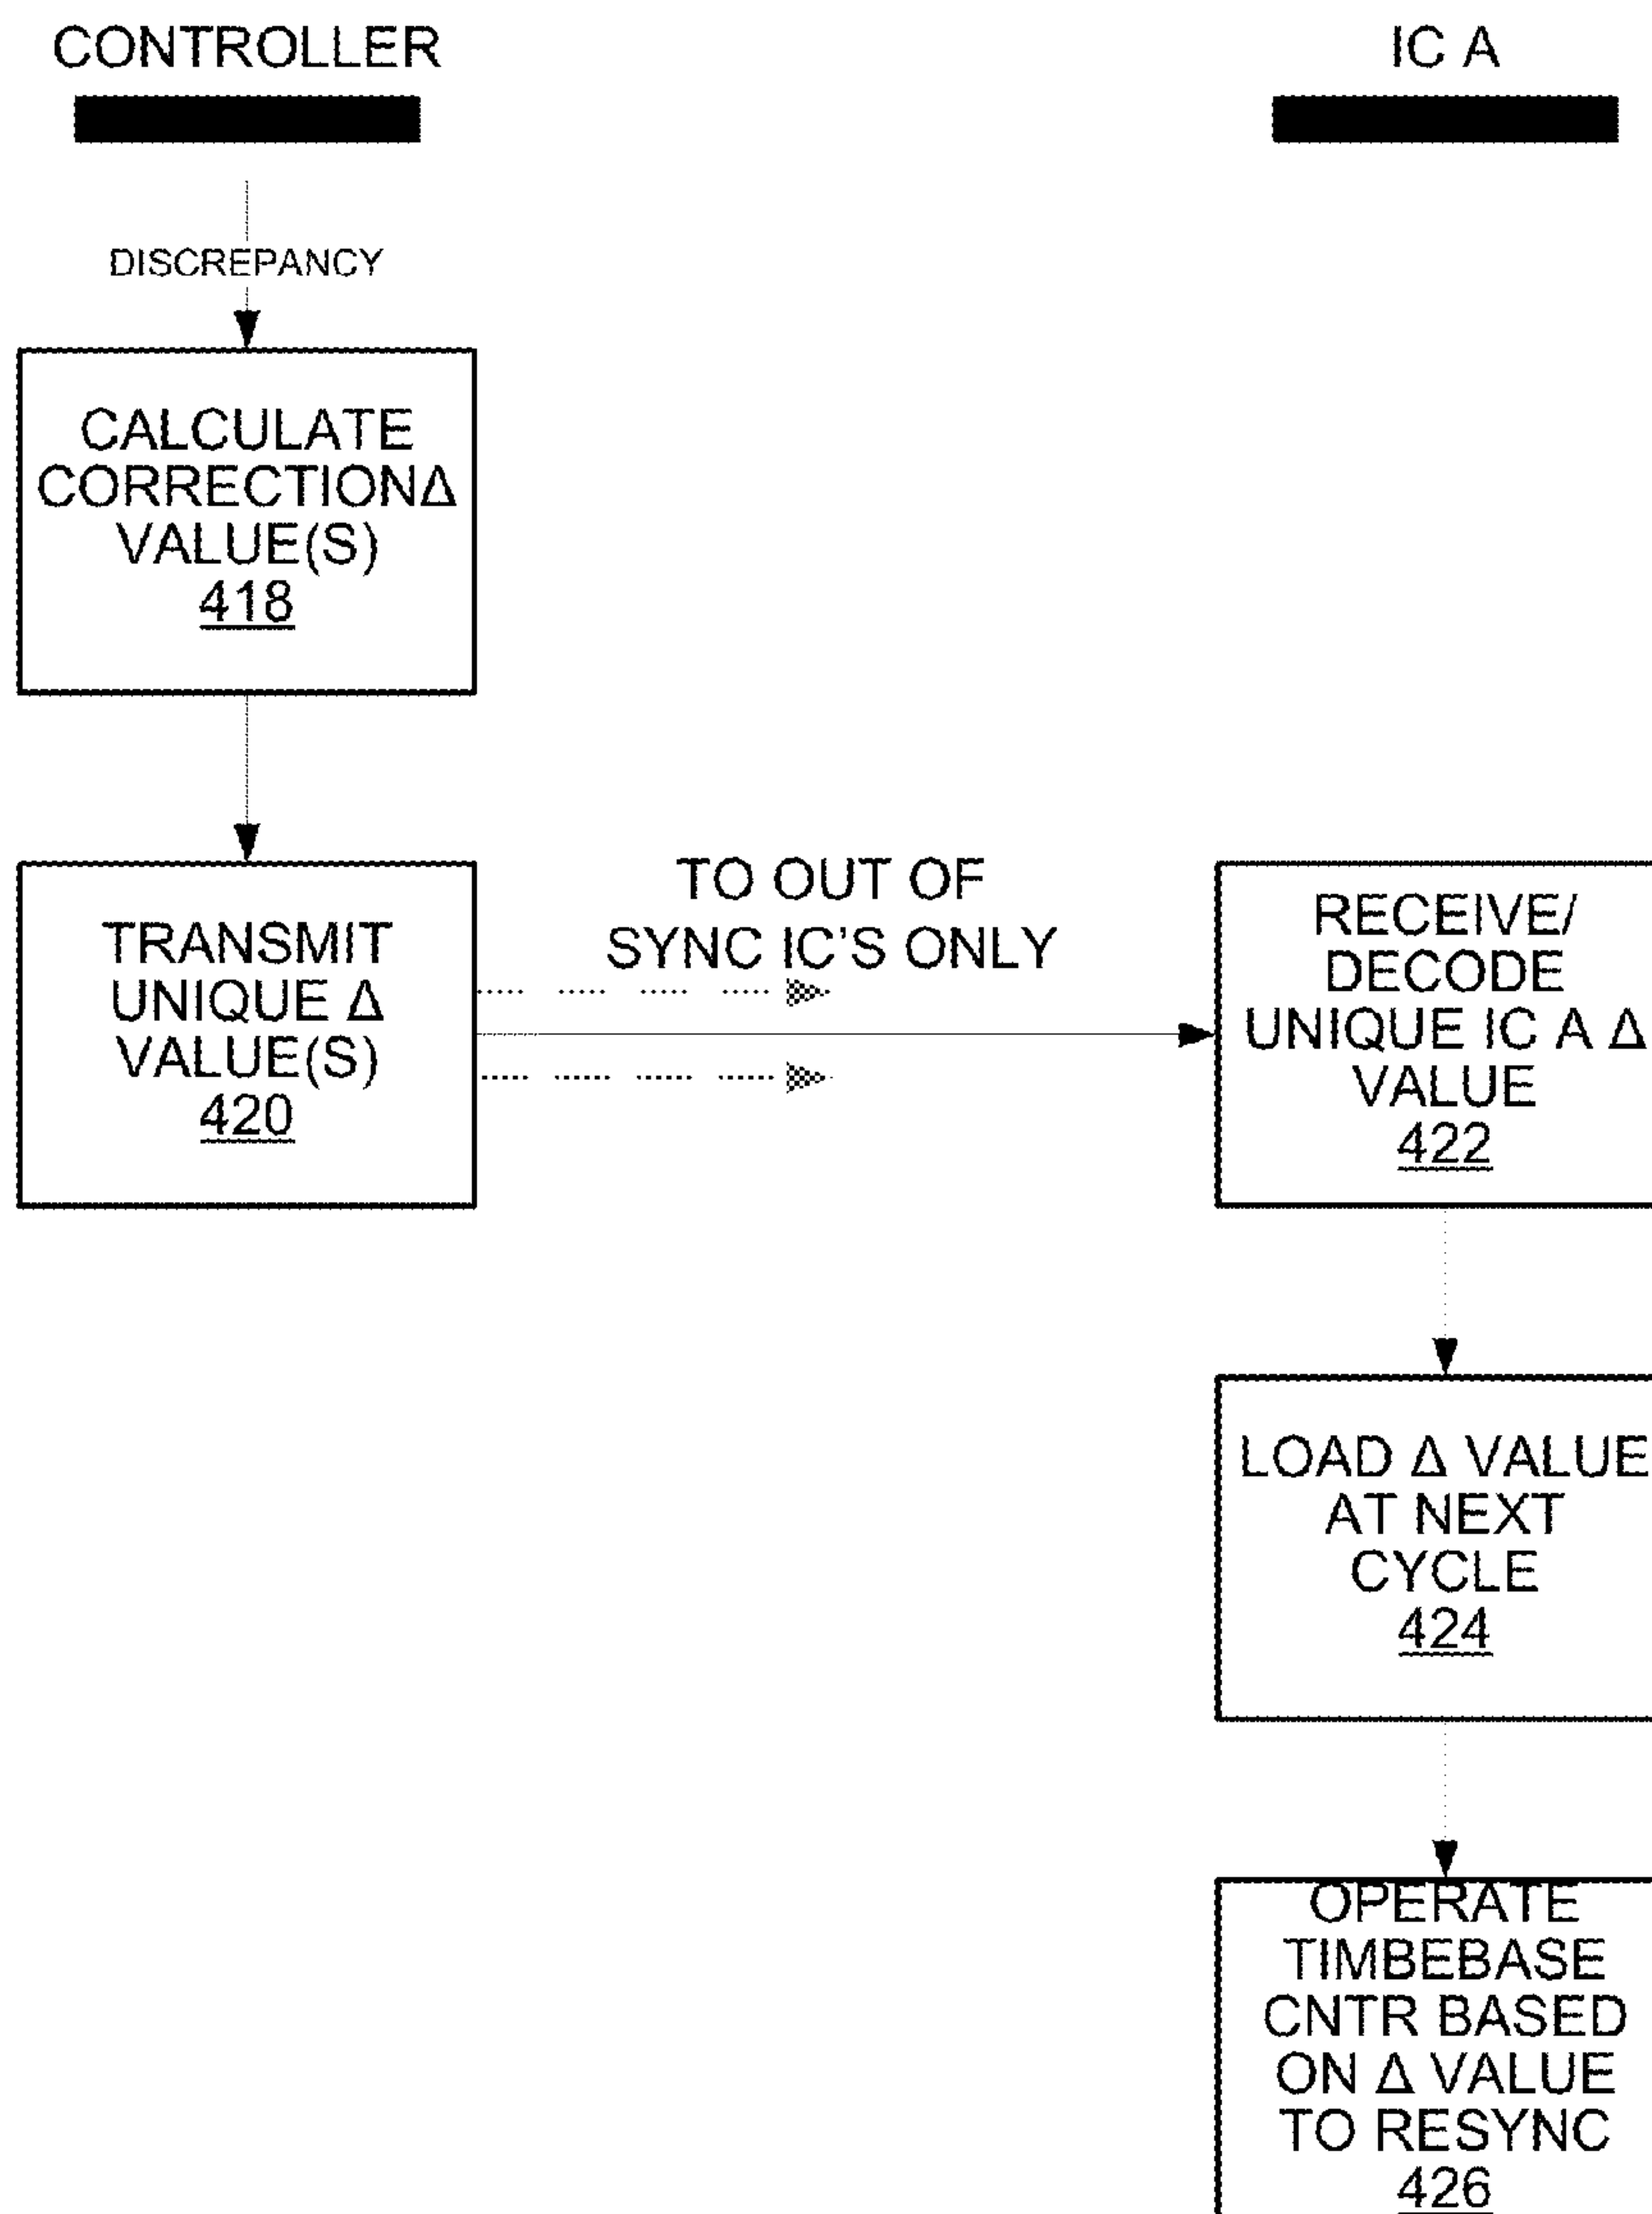 CONTROLLER
IC A
DISCREPANCY
CALCULATE
CORRECTIONΔ
VALUE(S)
418
TRANSMIT
UNIQUE Δ
VALUE(S)
420
TO OUT OF
SYNC IC'S ONLY
RECEIVE/
DECODE
UNIQUE IC A Δ
VALUE
422
LOAD Δ VALUE
AT NEXT
CYCLE
424
OPERATE
TIMBEBASE
CNTR BASED
ON Δ VALUE
TO RESYNC
426